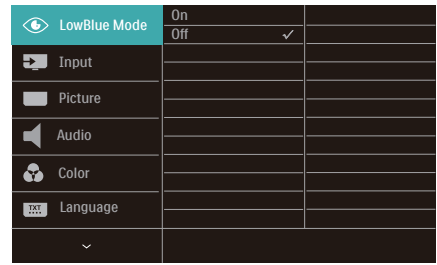 LowBlue Mode
On
Off
Input
Picture
Audio
Color
TXT
Language